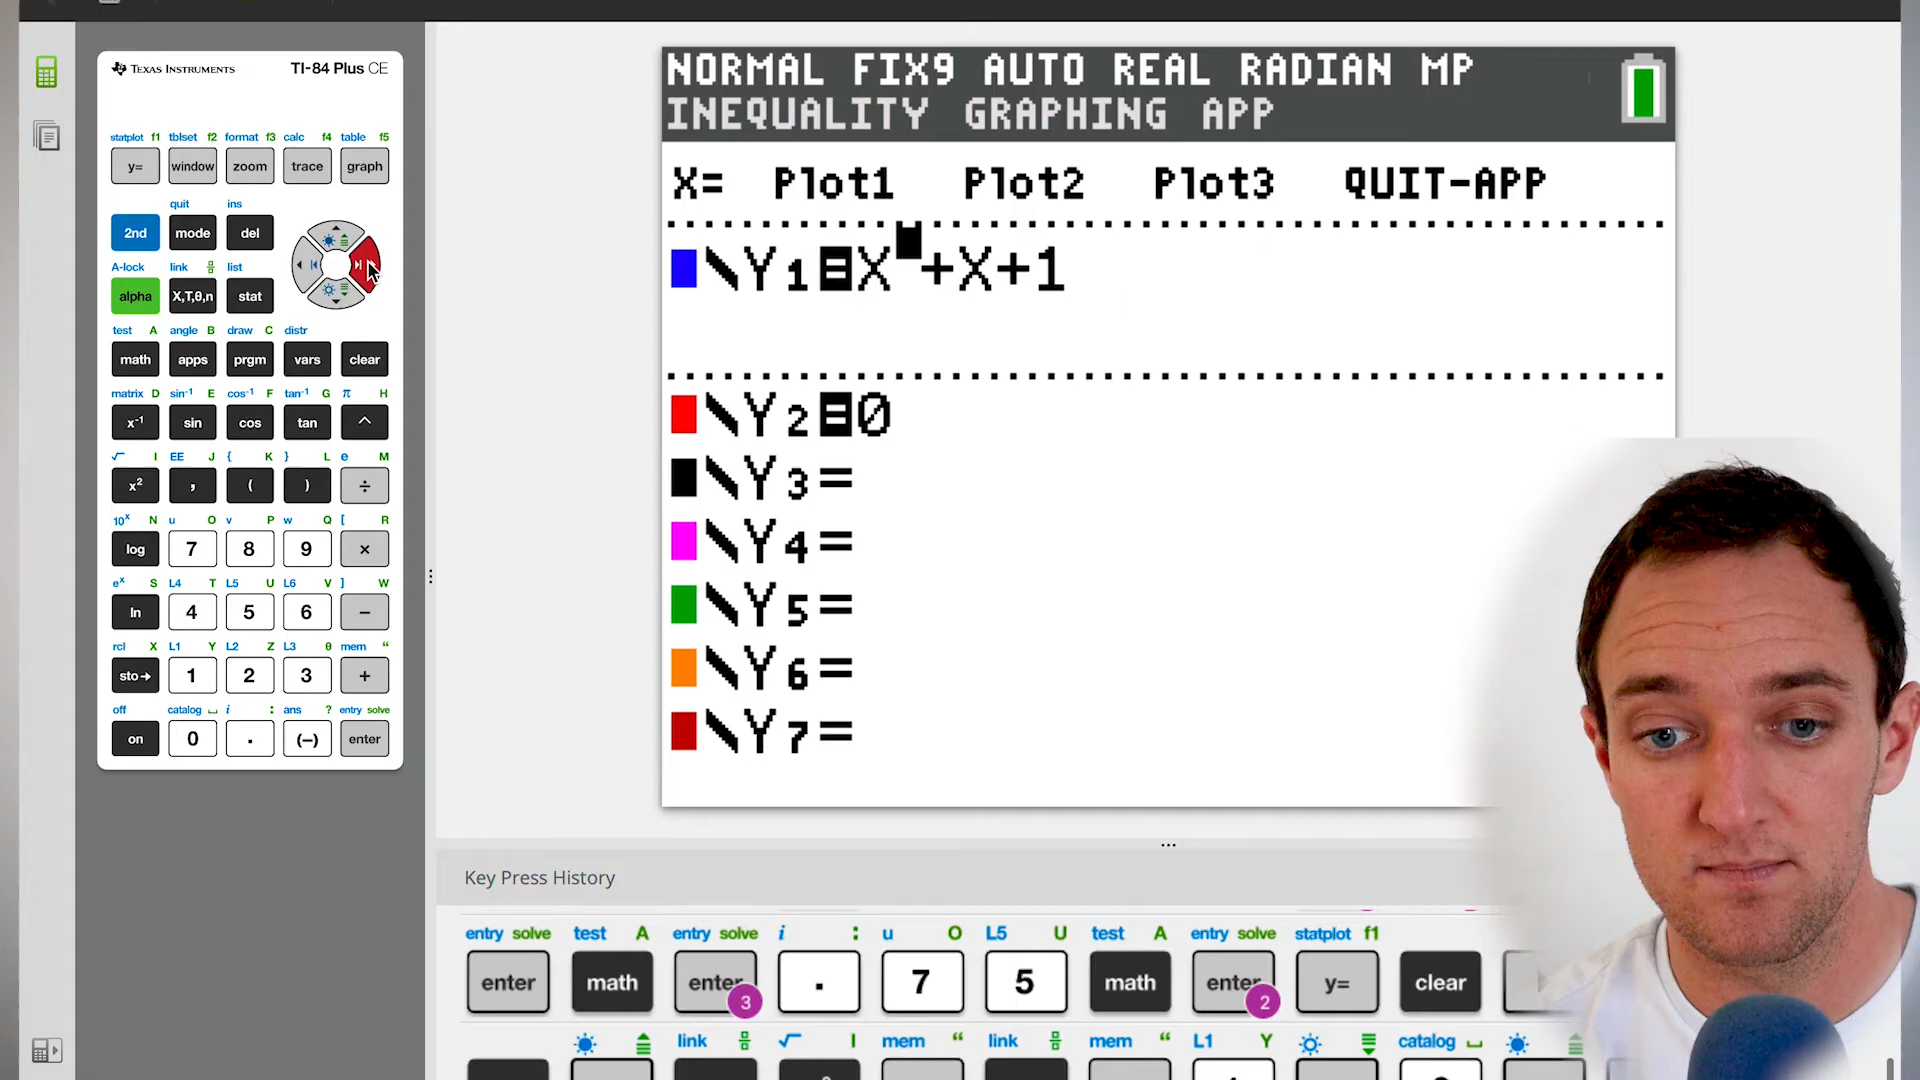 TEXAS INSTRUMENTS TI-84 Plus CE
statplot f1 tblset f2 format f3 calc f4 table f5
y= window zoom trace graph
quit ins
2nd mode del
A-lock link list
alpha X,T,θ,n stat
test A angle B draw C distr
math apps prgm vars clear
matrix D sin-1 E cos-1 F tan-1 G π H
x-1 sin cos tan ^
√ I EE J { K } L e M
x² , ( ) ÷
10x N u O v P w Q [ R
log 7 8 9 ×
ex S L4 T L5 U L6 V ] W
ln 4 5 6 −
rcl X L1 Y L2 Z L3 θ mem “
sto→ 1 2 3 +
off catalog ⎵ i : ans ? entry solve
on 0 . (−) enter
NORMAL FIX9 AUTO REAL RADIAN MP
INEQUALITY GRAPHING APP
X= Plot1 Plot2 Plot3 QUIT-APP
\Y1=X +X+1
\Y2=0
\Y3=
\Y4=
\Y5=
\Y6=
\Y7=
Key Press History
entry solve test A entry solve i : u O L5 U test A entry solve statplot f1
enter math enter 3 . 7 5 math enter 2 y= clear
link √ I mem “ link mem “ L1 Y catalog ⎵